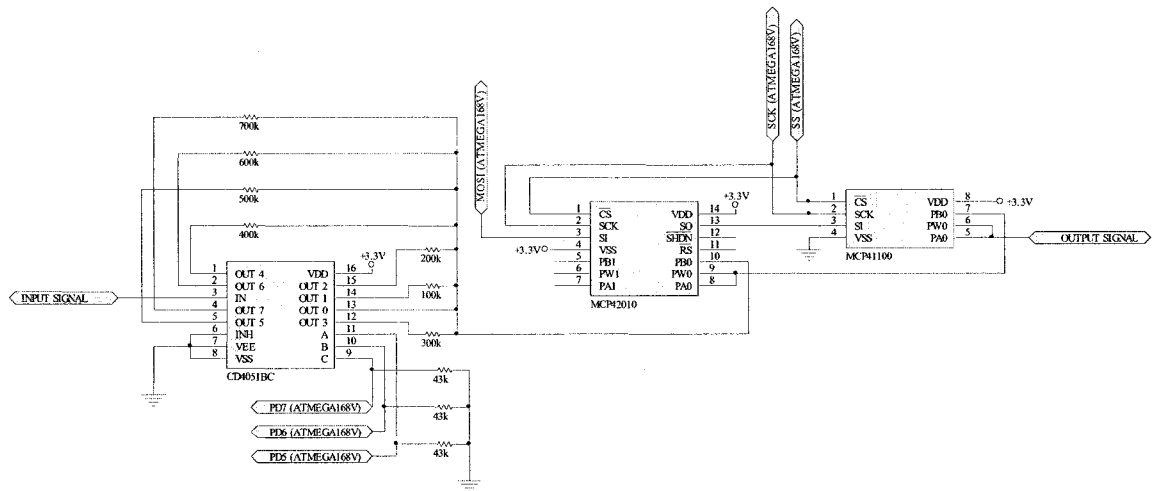 SCK (ATMEGA168V)
SS (ATMEGA168V)
MOSI (ATMEGA168V)
700k
600k
500k
400k
200k
100k
300k
INPUT SIGNAL
1 OUT 4 VDD 16 +3.3V
2 OUT 6 OUT 2 15
3 IN OUT 1 14
4 OUT 7 OUT 0 13
5 OUT 5 OUT 3 12
6 INH A 11
7 VEE B 10
8 VSS C 9
CD4051BC
43k
43k
43k
PD7 (ATMEGA168V)
PD6 (ATMEGA168V)
PD5 (ATMEGA168V)
1 CS VDD 14 +3.3V
2 SCK SO 13
3 SI SHDN 12
+3.3V 4 VSS RS 11
5 PB1 PB0 10
6 PW1 PW0 9
7 PA1 PA0 8
MCP42010
1 CS VDD 8 +3.3V
2 SCK PB0 7
3 SI PW0 6
4 VSS PA0 5
MCP41100
OUTPUT SIGNAL